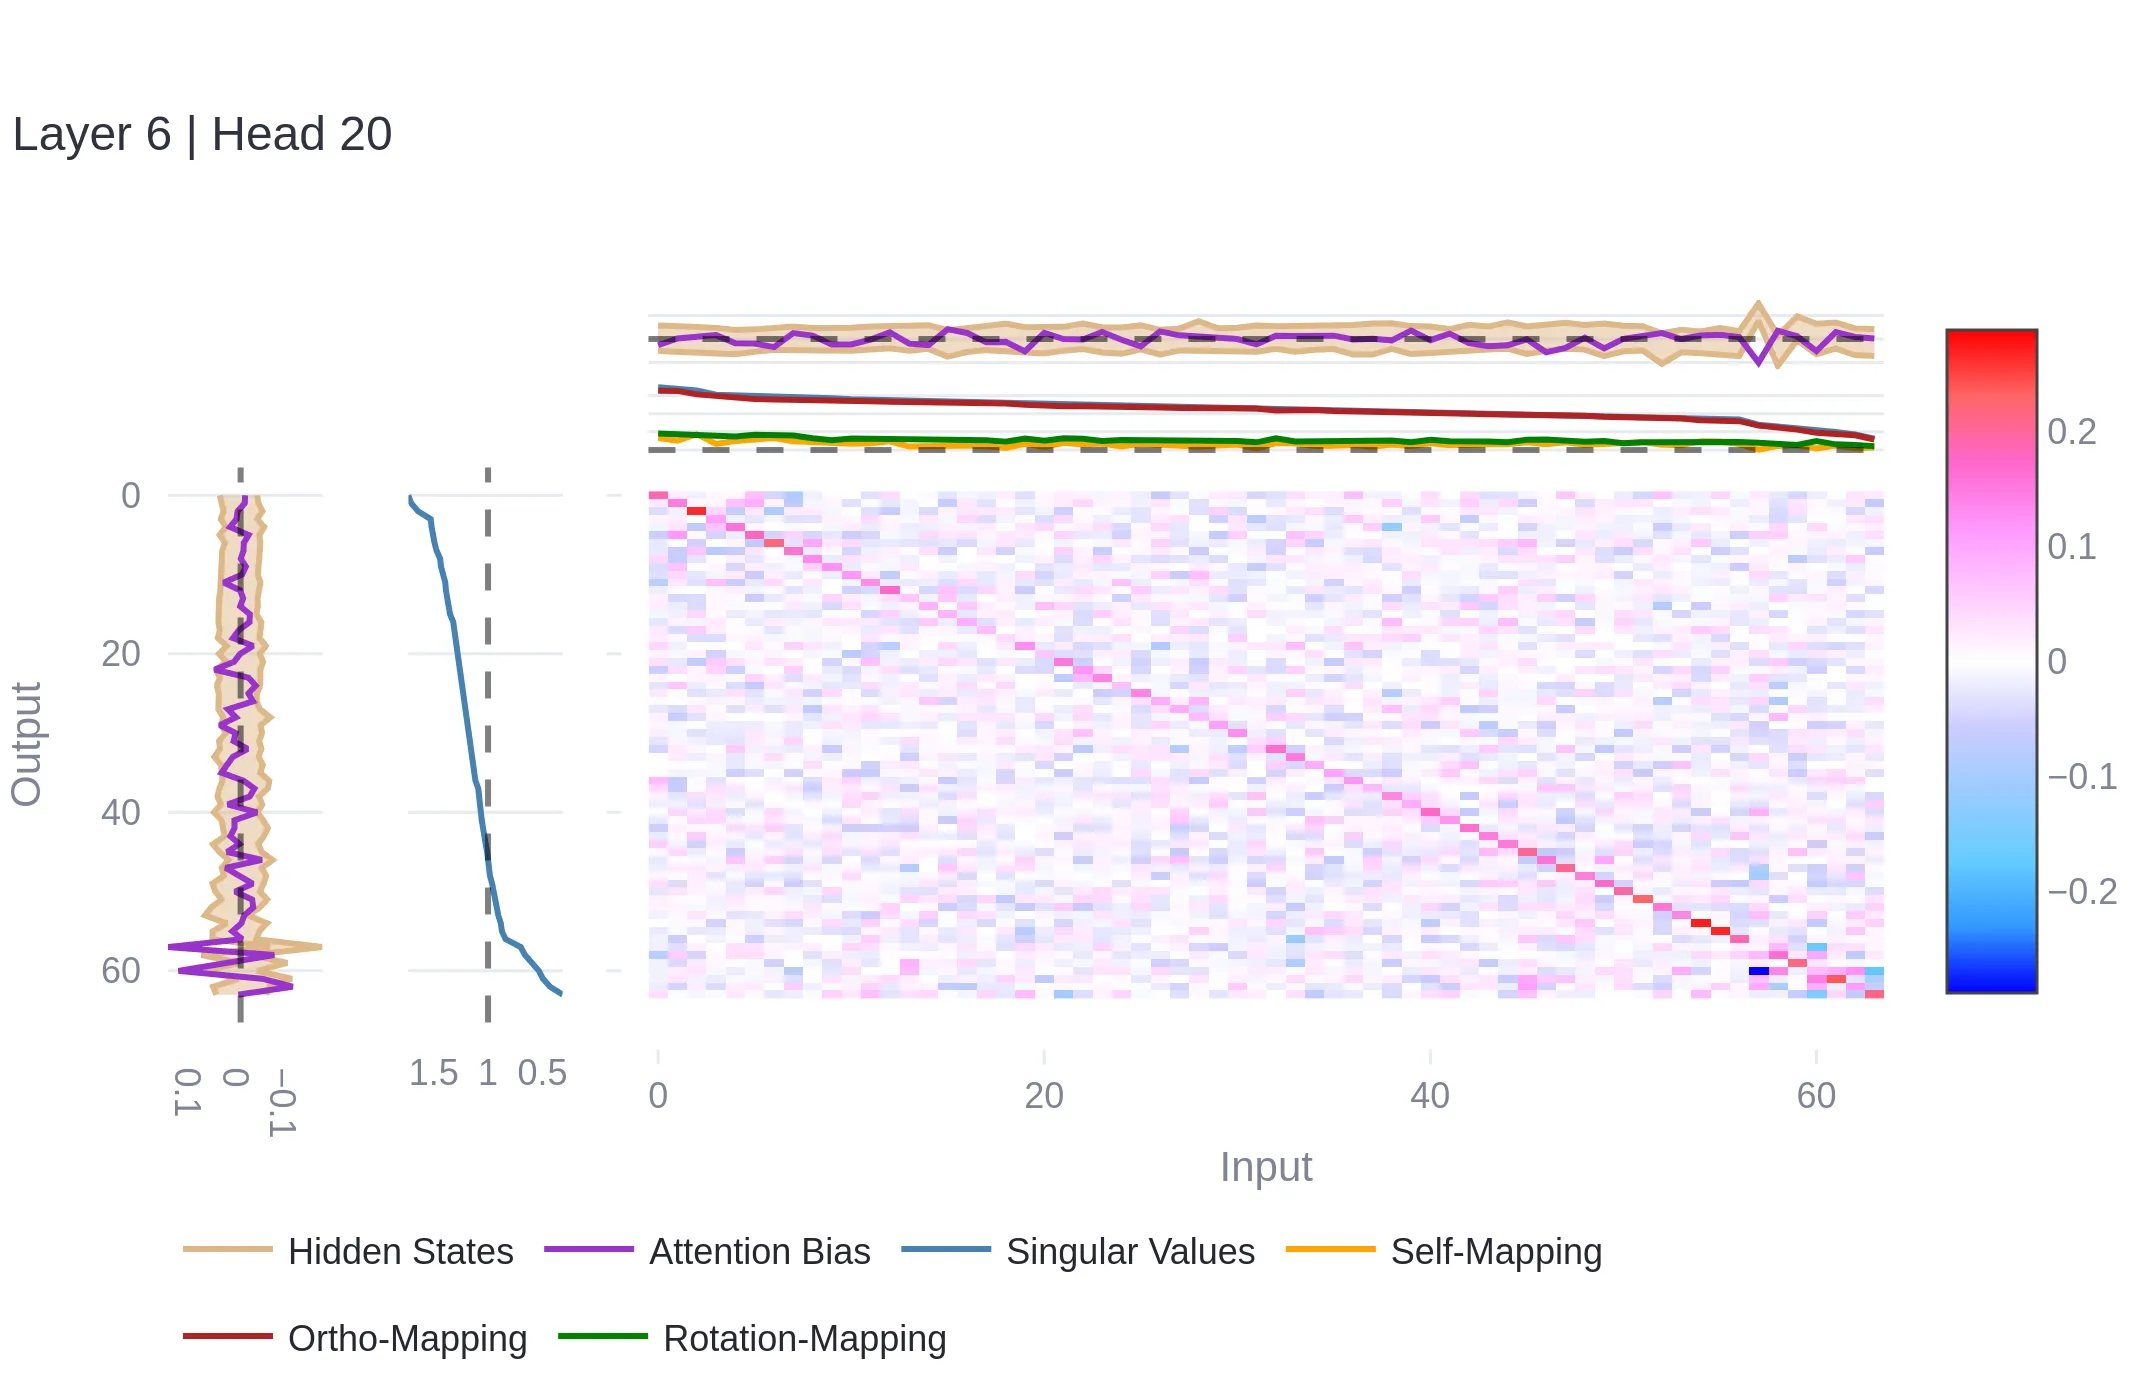 Layer 6 | Head 20
0
20
40
60
Output
0.1
0
−0.1
1.5
1
0.5
0
20
40
60
Input
0.2
0.1
0
−0.1
−0.2
Hidden States
Attention Bias
Singular Values
Self-Mapping
Ortho-Mapping
Rotation-Mapping